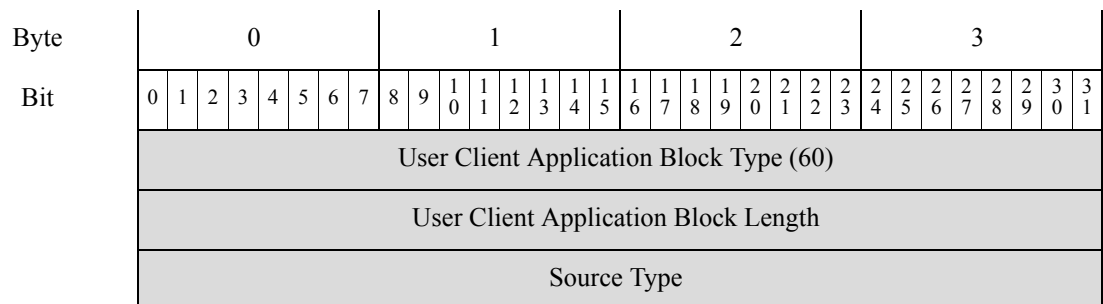 Byte 0 1 2 3
Bit 0 1 2 3 4 5 6 7 8 9 10 11 12 13 14 15 16 17 18 19 20 21 22 23 24 25 26 27 28 29 30 31
User Client Application Block Type (60)
User Client Application Block Length
Source Type